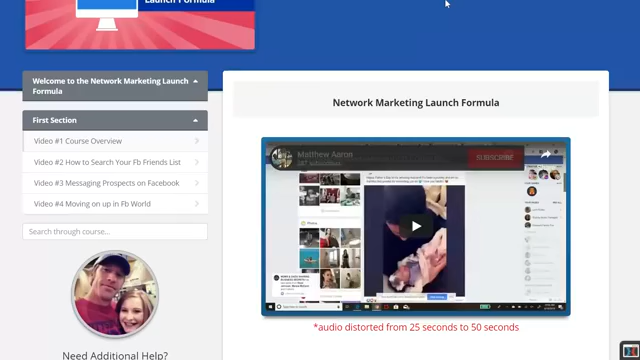 Launch Formula
Welcome to the Network Marketing Launch
Formula
First Section
Video #1 Course Overview
Video #2 How to Search Your Fb Friends List
Video #3 Messaging Prospects on Facebook
Video #4 Moving on up in Fb World
Search through course...
Need Additional Help?
Network Marketing Launch Formula
Matthew Aaron
SUBSCRIBE
*audio distorted from 25 seconds to 50 seconds